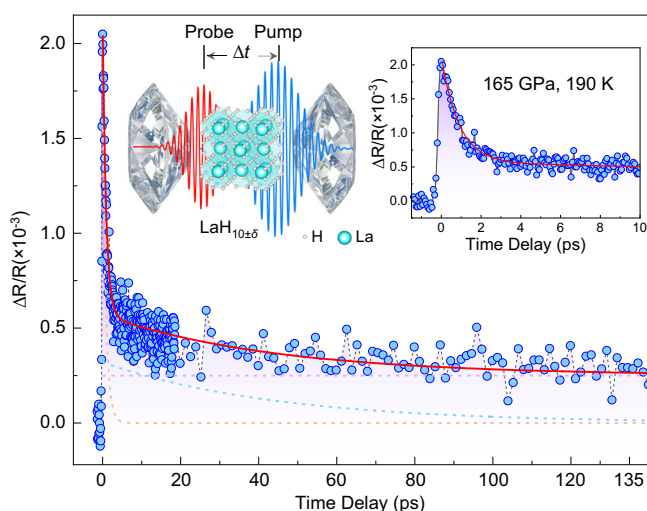 Probe Pump
Δt
LaH10±δ
H La
2.0
1.5
1.0
0.5
0.0
ΔR/R(×10-3)
0 20 40 60 80 100 120 135
Time Delay (ps)
165 GPa, 190 K
2.0
1.5
1.0
0.5
0.0
ΔR/R(×10-3)
0 2 4 6 8 10
Time Delay (ps)